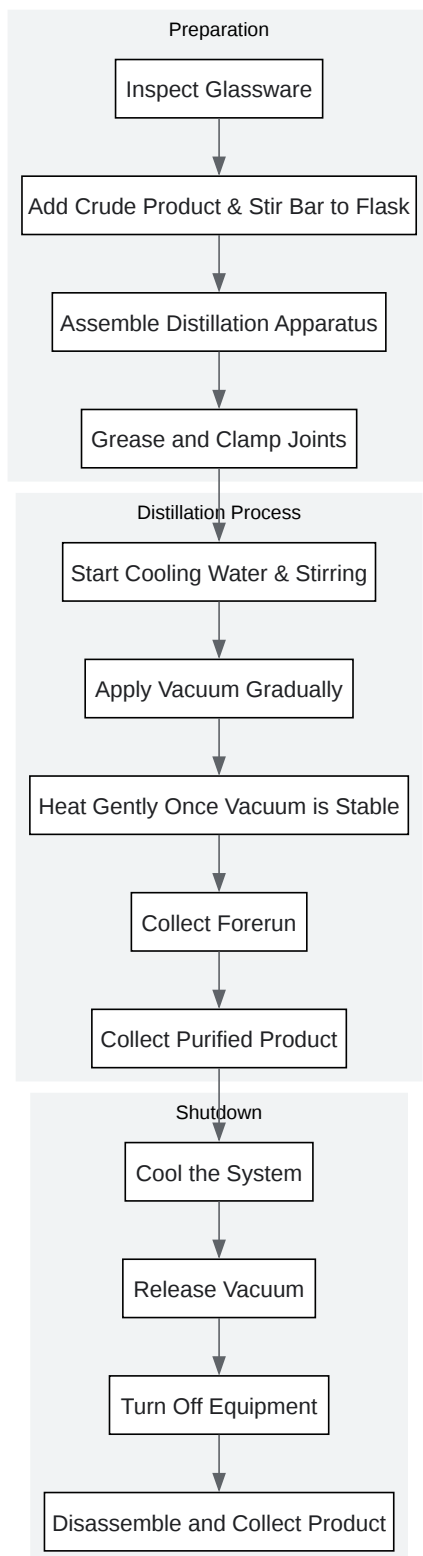 Preparation
Inspect Glassware
Add Crude Product & Stir Bar to Flask
Assemble Distillation Apparatus
Grease and Clamp Joints
Distillation Process
Start Cooling Water & Stirring
Apply Vacuum Gradually
Heat Gently Once Vacuum is Stable
Collect Forerun
Collect Purified Product
Shutdown
Cool the System
Release Vacuum
Turn Off Equipment
Disassemble and Collect Product